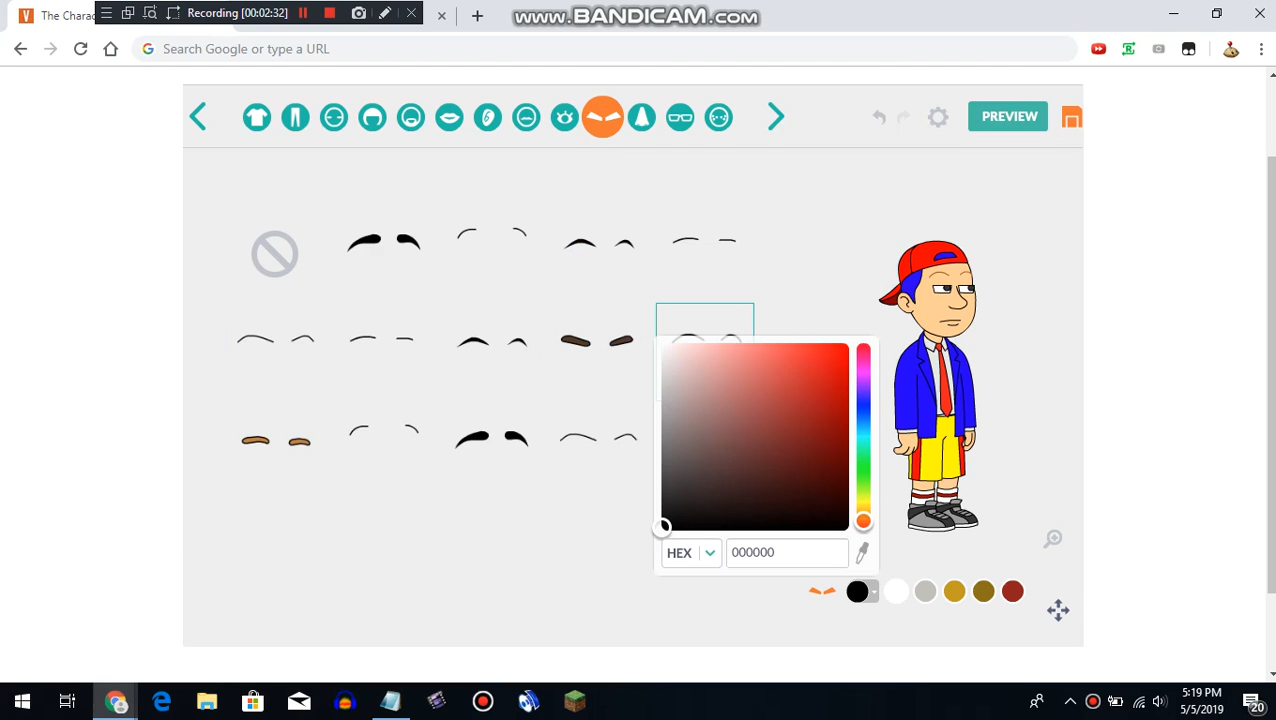 The Charac
Recording [00:02:32]
www.BANDICAM.com
Search Google or type a URL
PREVIEW
HEX
000000
5:19 PM
5/5/2019
20